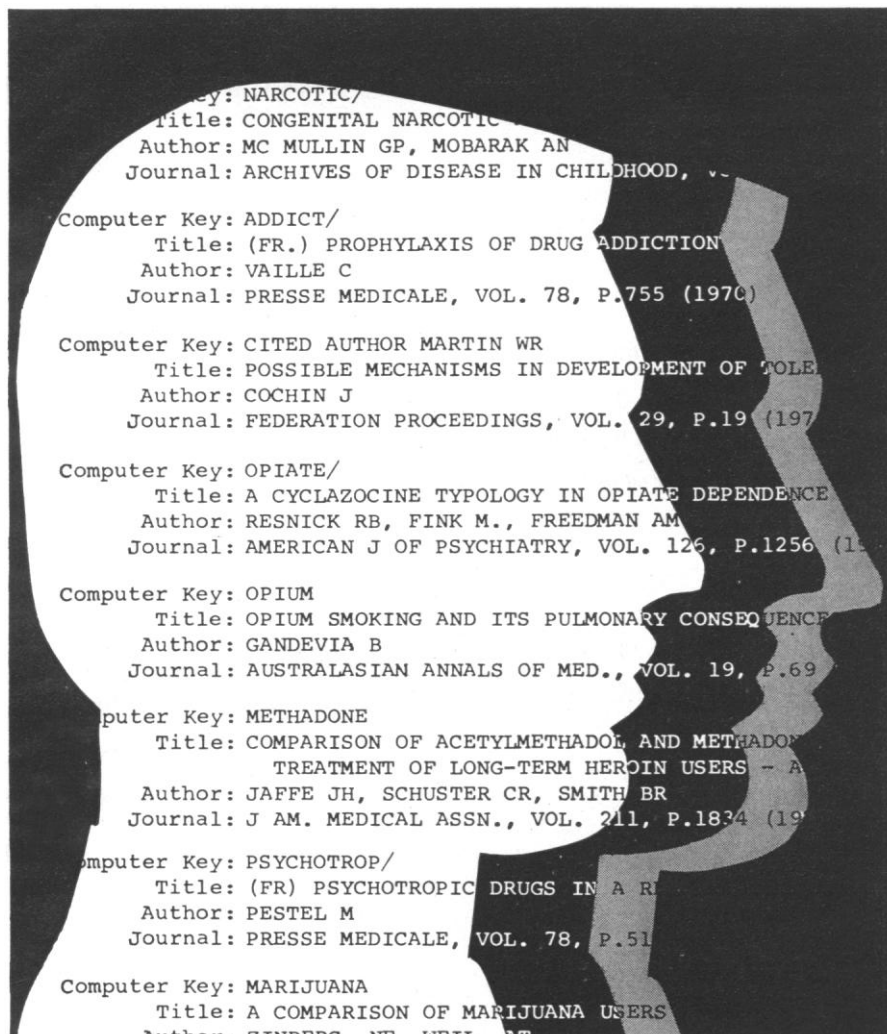 NARCOTIC/
Title: CONGENITAL NARCOTIC
Author: MC MULLIN GP, MOBARAK AN
Journal: ARCHIVES OF DISEASE IN CHILDHOOD,
Computer Key: ADDICT/
Title: (FR.) PROPHYLAXIS OF DRUG ADDICTION
Author: VAILLE C
Journal: PRESSE MEDICALE, VOL. 78, P.755 (1970)
Computer Key: CITED AUTHOR MARTIN WR
Title: POSSIBLE MECHANISMS IN DEVELOPMENT OF
Author: COCHIN J
Journal: FEDERATION PROCEEDINGS, VOL. 29, P.19 (197
Computer Key: OPIATE/
Title: A CYCLAZOCINE TYPOLOGY IN OPIATE DEPENDENCE
Author: RESNICK RB, FINK M., FREEDMAN AM
Journal: AMERICAN J OF PSYCHIATRY, VOL. 126, P.1256
Computer Key: OPIUM
Title: OPIUM SMOKING AND ITS PULMONARY CONSEQUENCE
Author: GANDEVIA B
Journal: AUSTRALASIAN ANNALS OF MED., VOL. 19, P.69
puter Key: METHADONE
Title: COMPARISON OF ACETYLMETHADOL AND METHADON
TREATMENT OF LONG-TERM HEROIN USERS - A
Author: JAFFE JH, SCHUSTER CR, SMITH BR
Journal: J AM. MEDICAL ASSN., VOL. 211, P.1834 (19
omputer Key: PSYCHOTROP/
Title: (FR) PSYCHOTROPIC DRUGS IN A
Author: PESTEL M
Journal: PRESSE MEDICALE, VOL. 78, P.51
Computer Key: MARIJUANA
Title: A COMPARISON OF MARIJUANA USERS